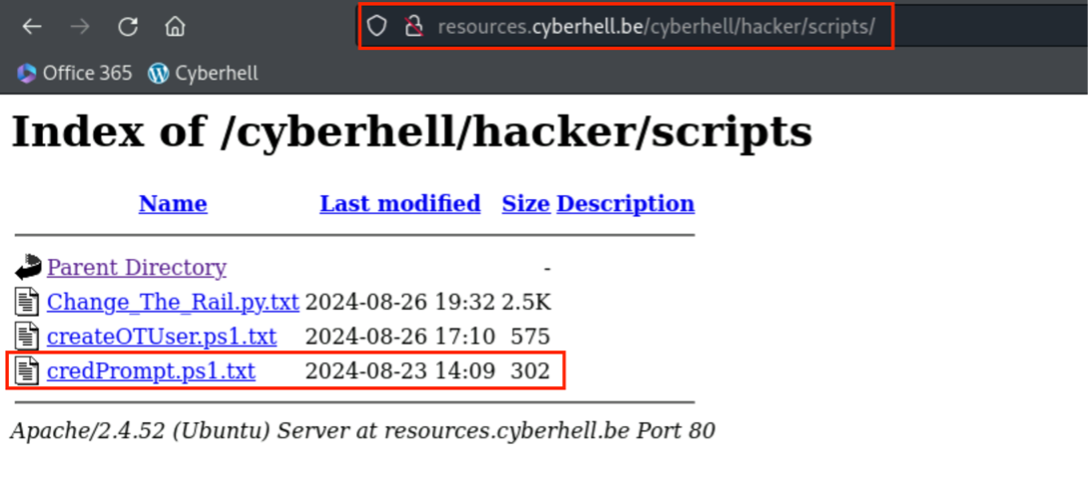 resources.cyberhell.be/cyberhell/hacker/scripts/
Office 365 Cyberhell
Index of /cyberhell/hacker/scripts
Name Last modified Size Description
Parent Directory -
Change_The_Rail.py.txt 2024-08-26 19:32 2.5K
createOTUser.ps1.txt 2024-08-26 17:10 575
credPrompt.ps1.txt 2024-08-23 14:09 302
Apache/2.4.52 (Ubuntu) Server at resources.cyberhell.be Port 80